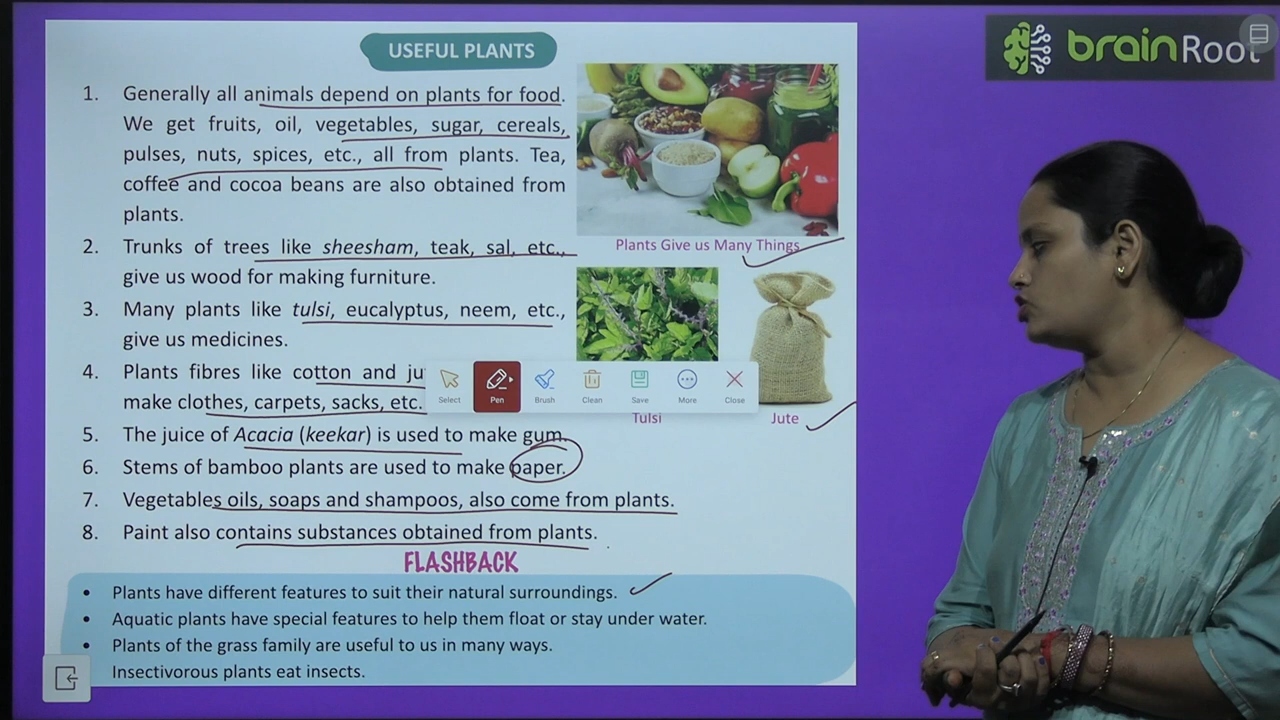 USEFUL PLANTS
brainRoot
1. Generally all animals depend on plants for food.
We get fruits, oil, vegetables, sugar, cereals,
pulses, nuts, spices, etc., all from plants. Tea,
coffee and cocoa beans are also obtained from
plants.
Plants Give us Many Things
2. Trunks of trees like sheesham, teak, sal, etc.,
give us wood for making furniture.
3. Many plants like tulsi, eucalyptus, neem, etc.,
give us medicines.
4. Plants fibres like cotton and
make clothes, carpets, sacks, etc.
Select Pen Brush Clean Save More Close
Tulsi
Jute
5. The juice of Acacia (keekar) is used to make gum.
6. Stems of bamboo plants are used to make paper.
7. Vegetables oils, soaps and shampoos, also come from plants.
8. Paint also contains substances obtained from plants.
FLASHBACK
• Plants have different features to suit their natural surroundings.
• Aquatic plants have special features to help them float or stay under water.
• Plants of the grass family are useful to us in many ways.
Insectivorous plants eat insects.